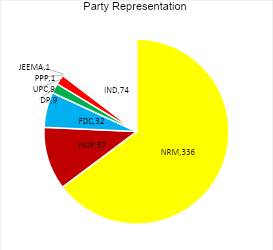 Party Representation
JEEMA,1
PPP,1
UPC,9
DP,9
IND,74
FDC,32
NUP,57
NRM,336